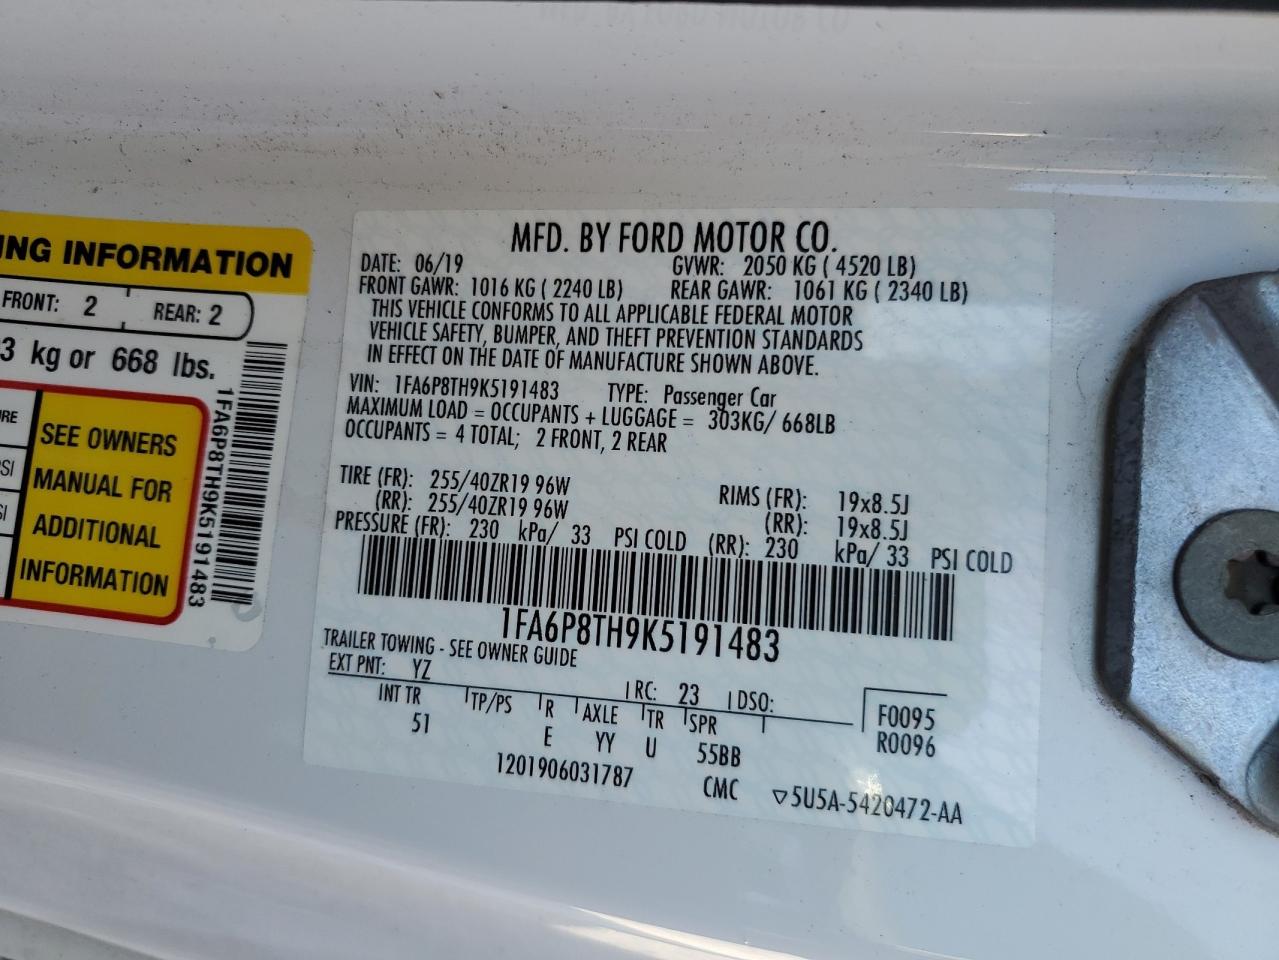 NG INFORMATION
FRONT: 2
REAR: 2
3 kg or 668 lbs.
SEE OWNERS
MANUAL FOR
ADDITIONAL
INFORMATION
1FA6P8TH9K5191483
MFD. BY FORD MOTOR CO.
DATE: 06/19 GVWR: 2050 KG ( 4520 LB)
FRONT GAWR: 1016 KG ( 2240 LB) REAR GAWR: 1061 KG ( 2340 LB)
THIS VEHICLE CONFORMS TO ALL APPLICABLE FEDERAL MOTOR
VEHICLE SAFETY, BUMPER, AND THEFT PREVENTION STANDARDS
IN EFFECT ON THE DATE OF MANUFACTURE SHOWN ABOVE.
VIN: 1FA6P8TH9K5191483 TYPE: Passenger Car
MAXIMUM LOAD = OCCUPANTS + LUGGAGE = 303KG/ 668LB
OCCUPANTS = 4 TOTAL; 2 FRONT, 2 REAR
TIRE (FR): 255/40ZR19 96W RIMS (FR): 19x8.5J
(RR): 255/40ZR19 96W (RR): 19x8.5J
PRESSURE (FR): 230 kPa/ 33 PSI COLD (RR): 230 kPa/ 33 PSI COLD
1FA6P8TH9K5191483
TRAILER TOWING - SEE OWNER GUIDE
EXT PNT: YZ RC: 23 DSO:
INT TR TP/PS R AXLE TR SPR F0095
51 E YY U 55BB R0096
1201906031787 CMC ▽5U5A-5420472-AA